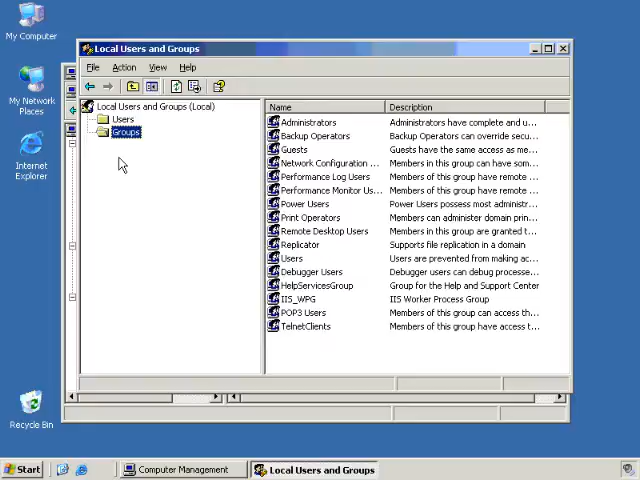 My Computer
My Network
Places
Internet
Explorer
Recycle Bin
Local Users and Groups
File Action View Help
Local Users and Groups (Local)
Users
Groups
Name Description
Administrators Administrators have complete and u...
Backup Operators Backup Operators can override secu...
Guests Guests have the same access as me...
Network Configuration ... Members in this group can have som...
Performance Log Users Members of this group have remote ...
Performance Monitor Us... Members of this group have remote ...
Power Users Power Users possess most administr...
Print Operators Members can administer domain prin...
Remote Desktop Users Members in this group are granted t...
Replicator Supports file replication in a domain
Users Users are prevented from making ac...
Debugger Users Debugger users can debug processe...
HelpServicesGroup Group for the Help and Support Center
IIS_WPG IIS Worker Process Group
POP3 Users Members of this group can access th...
TelnetClients Members of this group have access t...
Start Computer Management Local Users and Groups